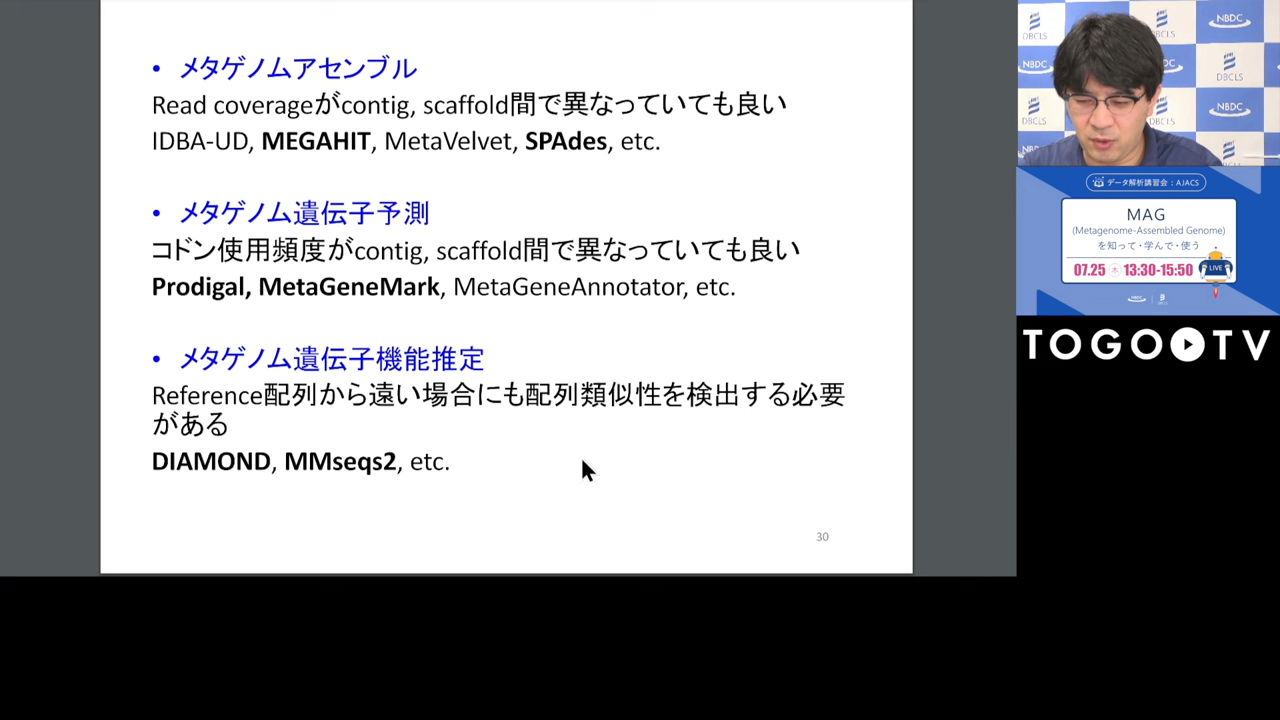 • メタゲノムアセンブル
Read coverageがcontig, scaffold間で異なっていても良い
IDBA-UD, MEGAHIT, MetaVelvet, SPAdes, etc.
• メタゲノム遺伝子予測
コドン使用頻度がcontig, scaffold間で異なっていても良い
Prodigal, MetaGeneMark, MetaGeneAnnotator, etc.
• メタゲノム遺伝子機能推定
Reference配列から遠い場合にも配列類似性を検出する必要
がある
DIAMOND, MMseqs2, etc.
30
DBCLS
NBDC
NBDC
DBCLS
DBCLS
NBDC
データ解析講習会：AJACS
MAG
(Metagenome-Assembled Genome)
を知って・学んで・使う
07.25 木 13:30-15:50
LIVE
TOGO TV